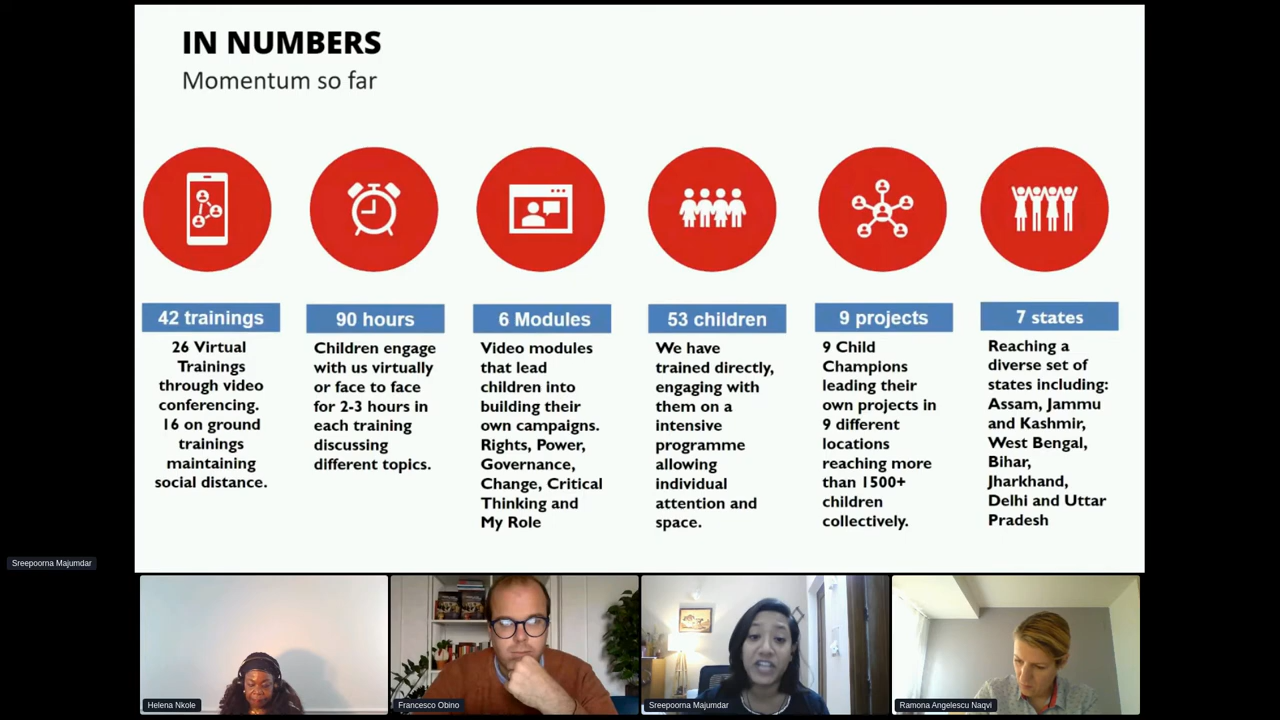 IN NUMBERS
Momentum so far
42 trainings
26 Virtual
Trainings
through video
conferencing.
16 on ground
trainings
maintaining
social distance.
90 hours
Children engage
with us virtually
or face to face
for 2-3 hours in
each training
discussing
different topics.
6 Modules
Video modules
that lead
children into
building their
own campaigns.
Rights, Power,
Governance,
Change, Critical
Thinking and
My Role
53 children
We have
trained directly,
engaging with
them on a
intensive
programme
allowing
individual
attention and
space.
9 projects
9 Child
Champions
leading their
own projects in
9 different
locations
reaching more
than 1500+
children
collectively.
7 states
Reaching a
diverse set of
states including:
Assam, Jammu
and Kashmir,
West Bengal,
Bihar,
Jharkhand,
Delhi and Uttar
Pradesh
Sreepoorna Majumdar
Helena Nkole
Francesco Obino
Sreepoorna Majumdar
Ramona Angelescu Naqvi